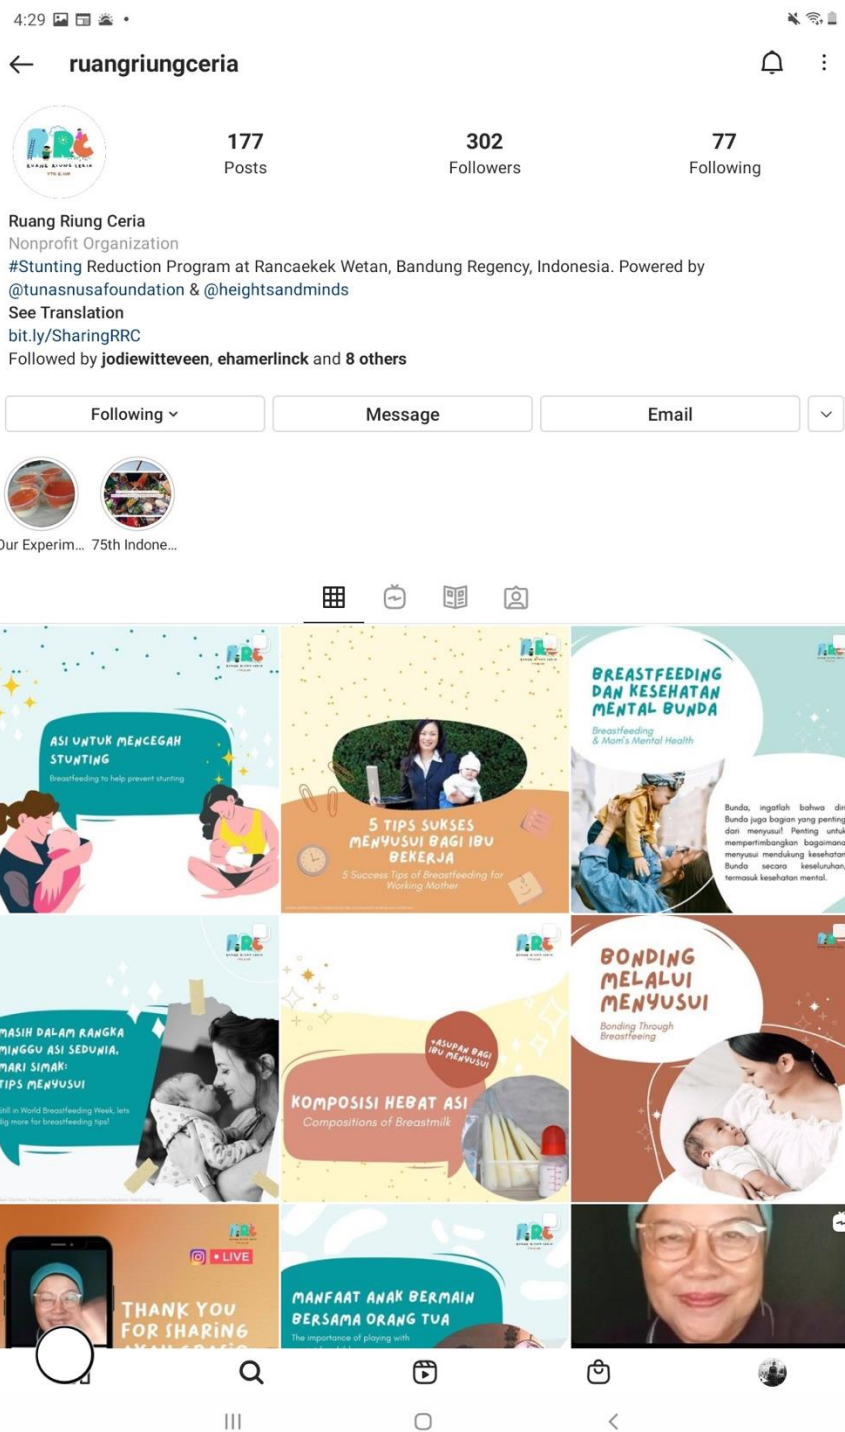 4:29
ruangriungceria
177
Posts
302
Followers
77
Following
RUANG RIUNG CERIA
Ruang Riung Ceria
Nonprofit Organization
#Stunting Reduction Program at Rancaekek Wetan, Bandung Regency, Indonesia. Powered by
@tunasnusafoundation & @heightsandminds
See Translation
bit.ly/SharingRRC
Followed by jodiewitteveen, ehamerlinck and 8 others
Following
Message
Email
Our Experim...
75th Indone...
ASI UNTUK MENCEGAH
STUNTING
Breastfeeding to help prevent stunting
5 TIPS SUKSES
MENYUSUI BAGI IBU
BEKERJA
5 Success Tips of Breastfeeding for
Working Mother
BREASTFEEDING
DAN KESEHATAN
MENTAL BUNDA
Breastfeeding
& Mom's Mental Health
Bunda, ingatlah bahwa diri
Bunda juga bagian yang penting
dari menyusui! Penting untuk
mempertimbangkan bagaimana
menyusui mendukung kesehatan
Bunda secara keseluruhan,
termasuk kesehatan mental.
MASIH DALAM RANGKA
MINGGU ASI SEDUNIA,
MARI SIMAK:
TIPS MENYUSUI
Still in World Breastfeeding Week, lets
dig more for breastfeeding tips!
+ASUPAN BAGI
IBU MENYUSUI
KOMPOSISI HEBAT ASI
Compositions of Breastmilk
BONDING
MELALUI
MENYUSUI
Bonding Through
Breastfeeing
LIVE
THANK YOU
FOR SHARING
MANFAAT ANAK BERMAIN
BERSAMA ORANG TUA
The importance of playing with